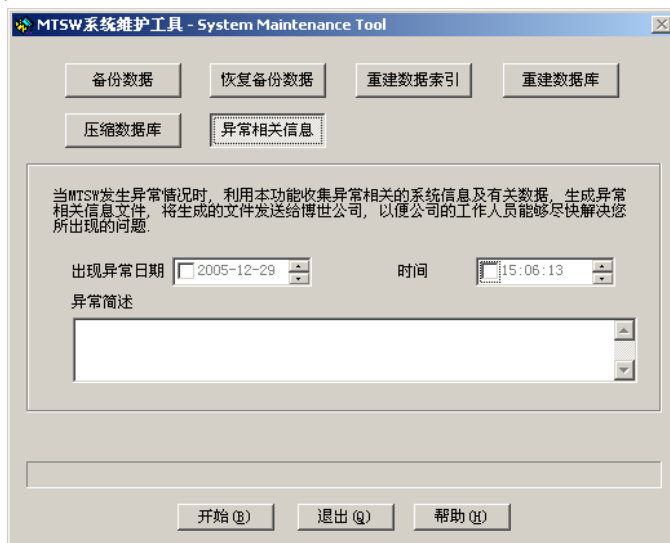 MTSW系统维护工具 - System Maintenance Tool
备份数据 恢复备份数据 重建数据索引 重建数据库
压缩数据库 异常相关信息
当MTSW发生异常情况时，利用本功能收集异常相关的系统信息及有关数据，生成异常
相关信息文件，将生成的文件发送给博世公司，以便公司的工作人员能够尽快解决您
所出现的问题.
出现异常日期 2005-12-29 时间 15:06:13
异常简述
开始(B) 退出(Q) 帮助(H)